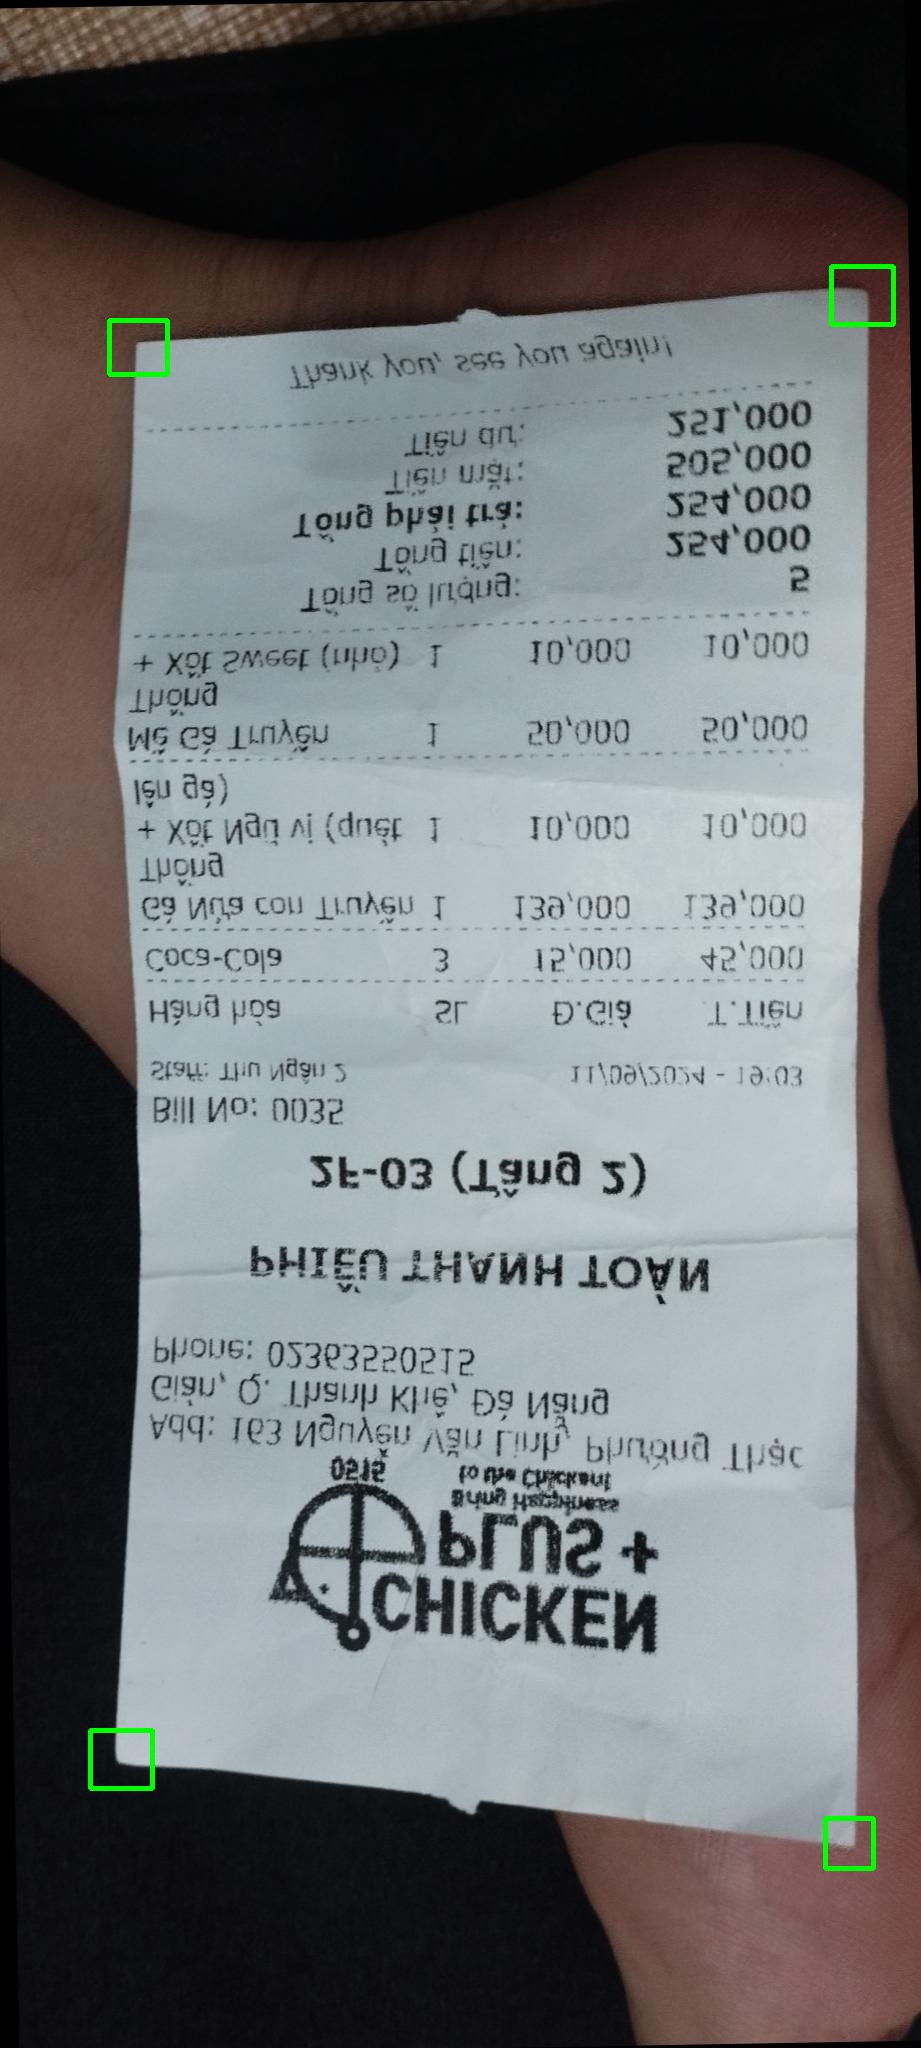 CHICKEN
PLUS +
Bring Happiness
to the Chicken!
0515
Add: 163 Nguyễn Văn Linh, Phường Thạc
Gián, Q. Thanh Khê, Đà Nẵng
Phone: 02363550515
PHIẾU THANH TOÁN
2F-03 (Tầng 2)
Bill No: 0035
Staff: Thu Ngân 2 11/09/2024 - 19:03
Hàng hóa SL Đ.Giá T.Tiền
Coca-Cola 3 15,000 45,000
Gà Nửa con Truyền 1 139,000 139,000
Thống
+ Xốt Ngũ vị (quét 1 10,000 10,000
lên gà)
Mề Gà Truyền 1 50,000 50,000
Thống
+ Xốt Sweet (nhỏ) 1 10,000 10,000
Tổng số lượng: 5
Tổng tiền: 254,000
Tổng phải trả: 254,000
Tiền mặt: 505,000
Tiền dư: 251,000
Thank you, see you again!